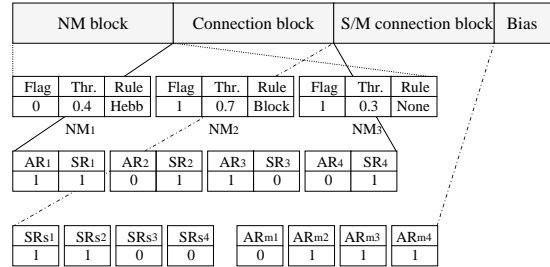 NM block Connection block S/M connection block Bias
Flag Thr. Rule Flag Thr. Rule Flag Thr. Rule
0 0.4 Hebb 1 0.7 Block 1 0.3 None
NM1 NM2 NM3
AR1 SR1 AR2 SR2 AR3 SR3 AR4 SR4
1 1 0 1 1 0 0 1
SRs1 SRs2 SRs3 SRs4 ARm1 ARm2 ARm3 ARm4
1 1 0 0 0 1 1 1